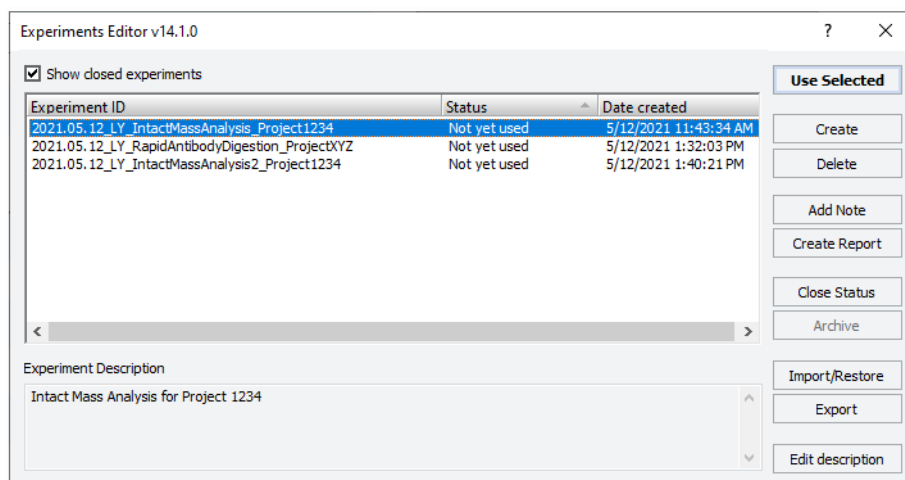 Experiments Editor v14.1.0 ? X
Show closed experiments
Use Selected
Experiment ID Status Date created
2021.05.12_LY_IntactMassAnalysis_Project1234 Not yet used 5/12/2021 11:43:34 AM
2021.05.12_LY_RapidAntibodyDigestion_ProjectXYZ Not yet used 5/12/2021 1:32:03 PM
2021.05.12_LY_IntactMassAnalysis2_Project1234 Not yet used 5/12/2021 1:40:21 PM
Create
Delete
Add Note
Create Report
Close Status
Archive
Experiment Description
Intact Mass Analysis for Project 1234
Import/Restore
Export
Edit description